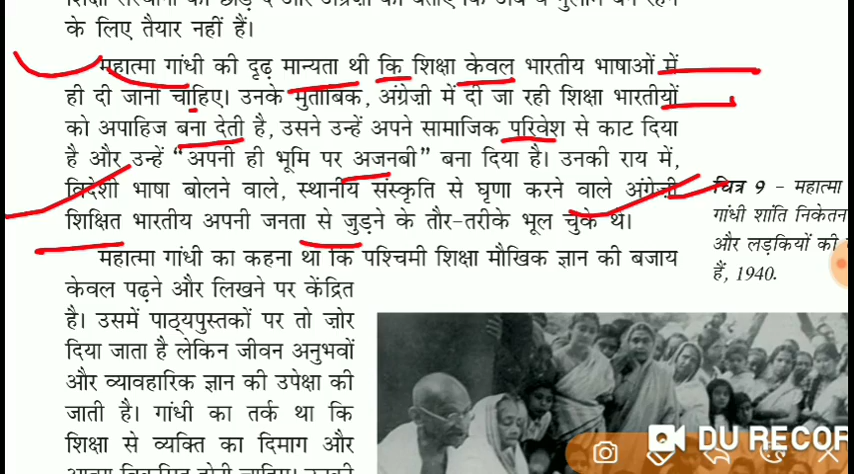 के लिए तैयार नहीं हैं।
महात्मा गांधी की दृढ़ मान्यता थी कि शिक्षा केवल भारतीय भाषाओं में
ही दी जानी चाहिए। उनके मुताबिक, अंग्रेज़ी में दी जा रही शिक्षा भारतीयों
को अपाहिज बना देती है, उसने उन्हें अपने सामाजिक परिवेश से काट दिया
है और उन्हें “अपनी ही भूमि पर अजनबी” बना दिया है। उनकी राय में,
विदेशी भाषा बोलने वाले, स्थानीय संस्कृति से घृणा करने वाले अंग्रेज़ी
शिक्षित भारतीय अपनी जनता से जुड़ने के तौर-तरीके भूल चुके थे।
महात्मा गांधी का कहना था कि पश्चिमी शिक्षा मौखिक ज्ञान की बजाय
केवल पढ़ने और लिखने पर केंद्रित
है। उसमें पाठ्यपुस्तकों पर तो ज़ोर
दिया जाता है लेकिन जीवन अनुभवों
और व्यावहारिक ज्ञान की उपेक्षा की
जाती है। गांधी का तर्क था कि
शिक्षा से व्यक्ति का दिमाग और
चित्र 9 – महात्मा
गांधी शांति निकेतन
और लड़कियों की
हैं, 1940.
DU RECOR